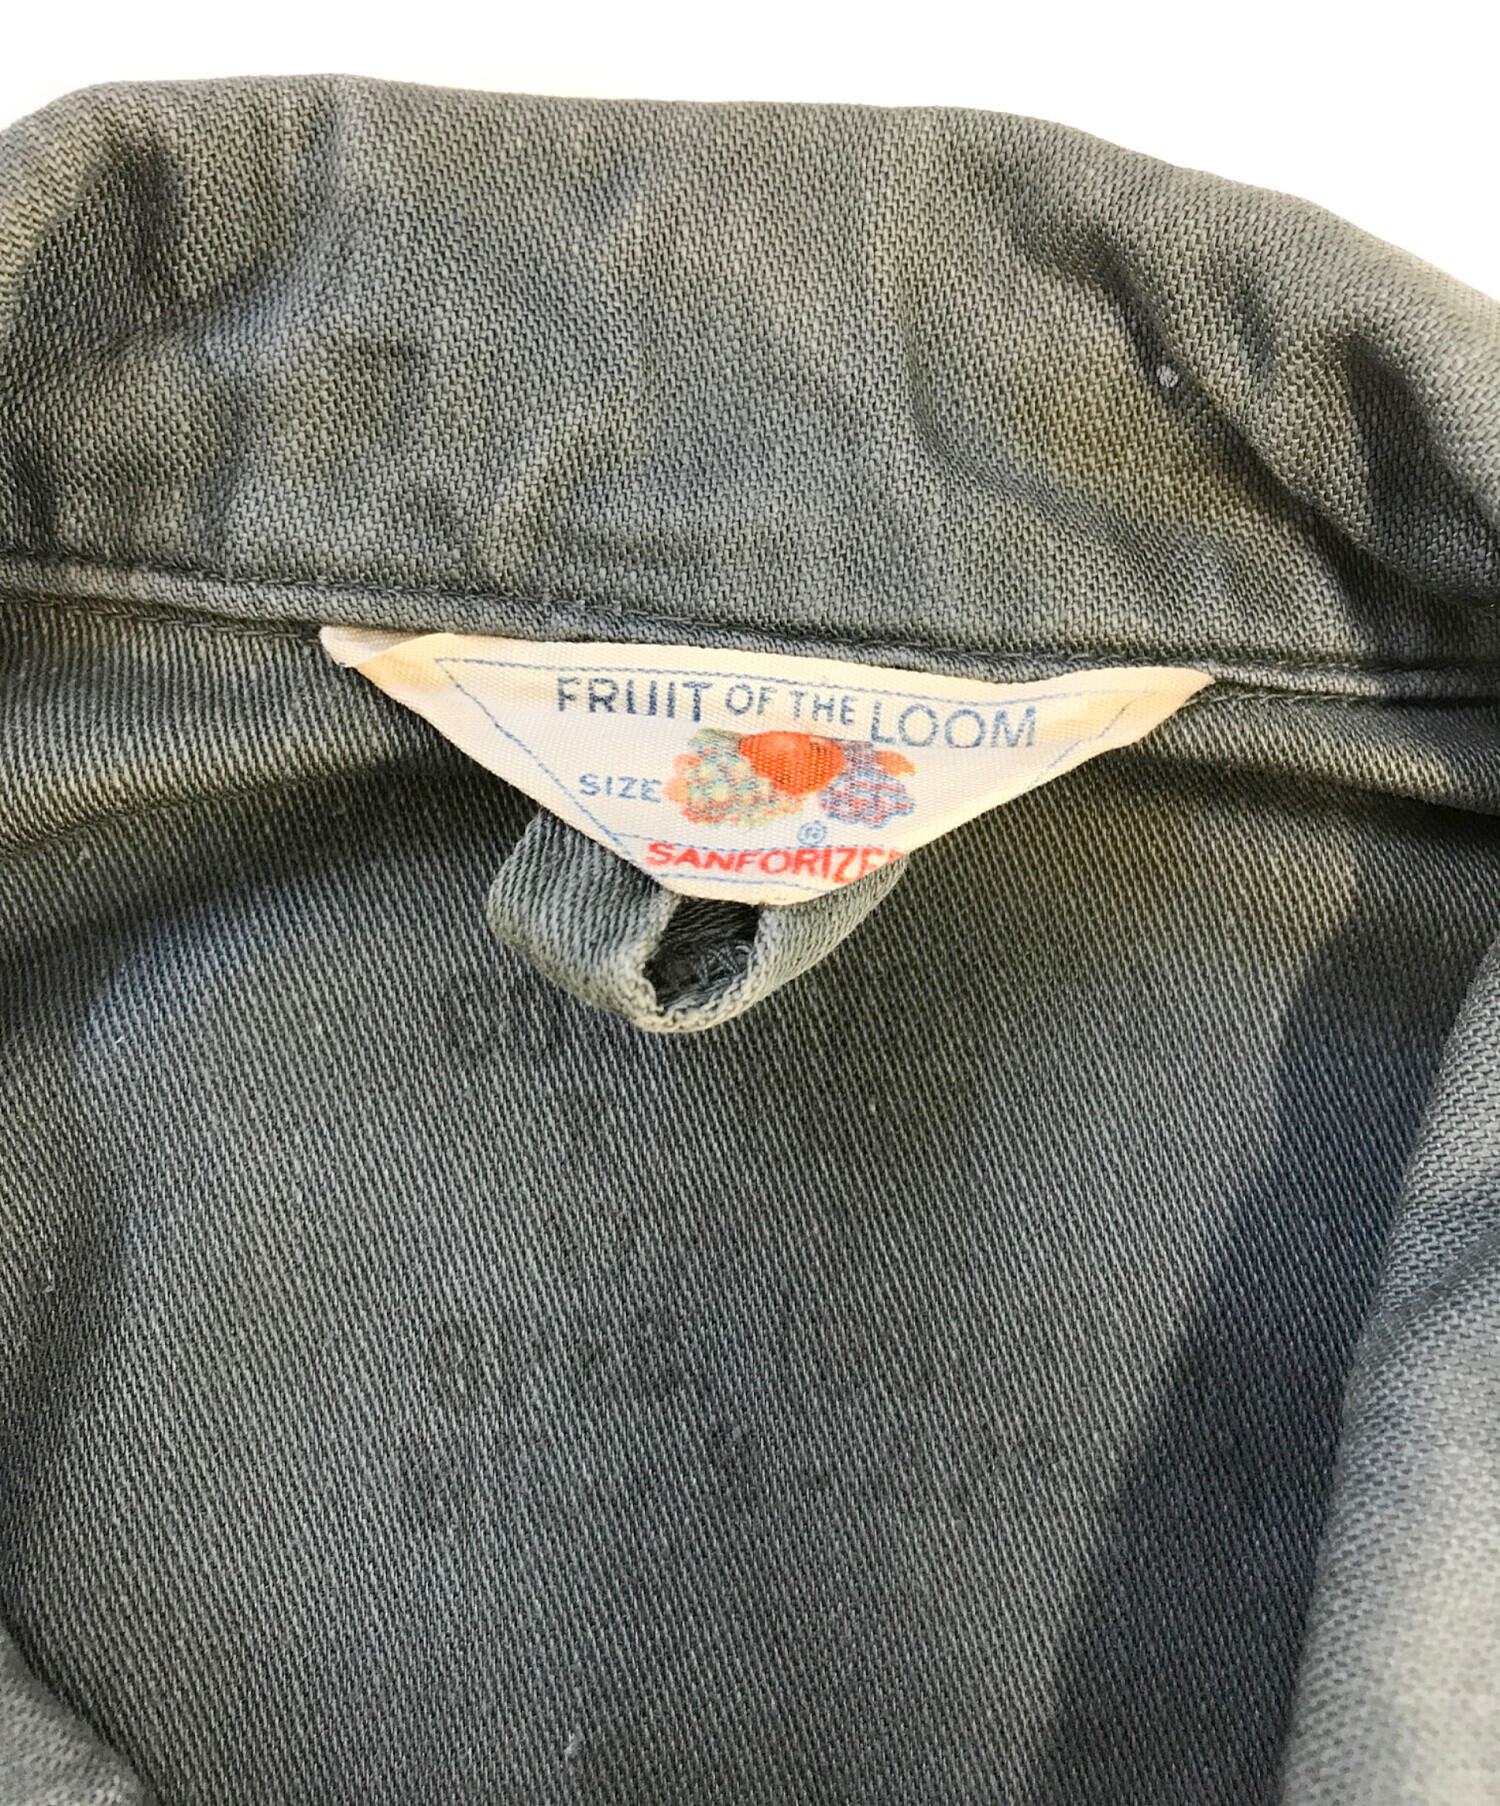 FRUIT OF THE LOOM
SIZE
®
SANFORIZED